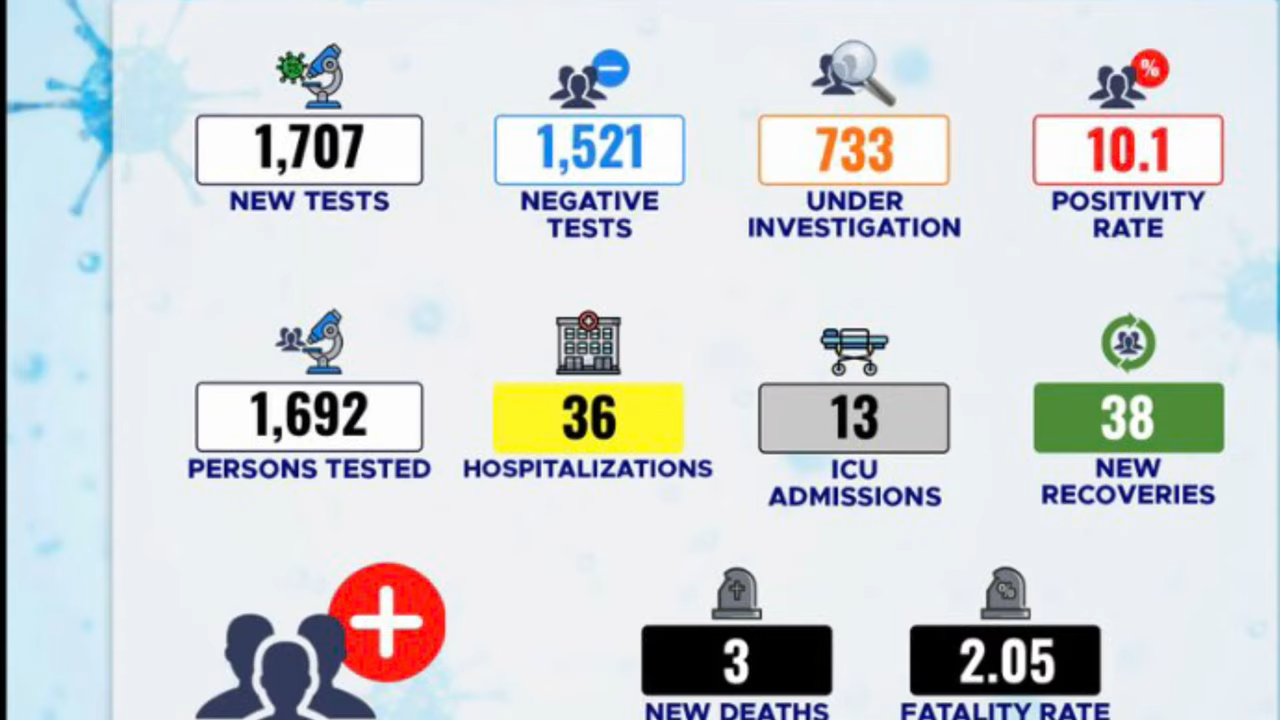 %
1,707 1,521 733 10.1
NEW TESTS NEGATIVE UNDER POSITIVITY
TESTS INVESTIGATION RATE
1,692 36 13 38
PERSONS TESTED HOSPITALIZATIONS ICU NEW
ADMISSIONS RECOVERIES
%
3 2.05
NEW DEATHS FATALITY RATE